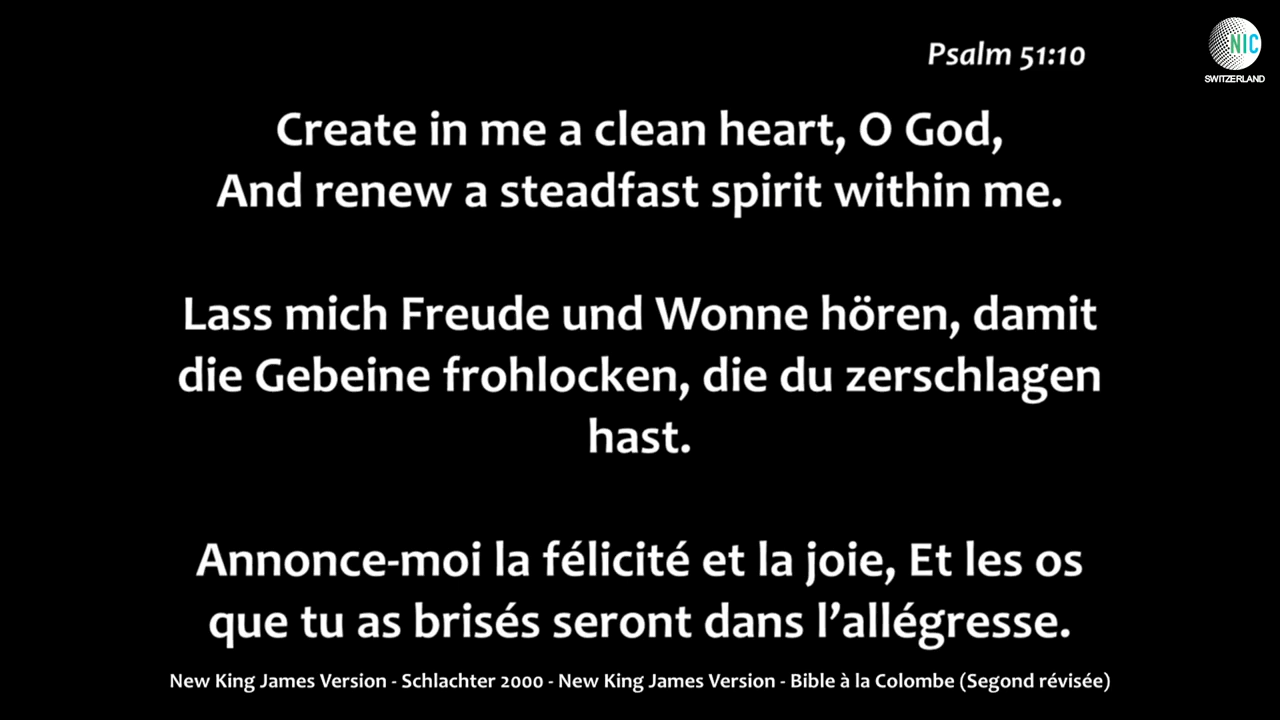 Psalm 51:10
NIC
SWITZERLAND
Create in me a clean heart, O God,
And renew a steadfast spirit within me.
Lass mich Freude und Wonne hören, damit
die Gebeine frohlocken, die du zerschlagen
hast.
Annonce-moi la félicité et la joie, Et les os
que tu as brisés seront dans l’allégresse.
New King James Version - Schlachter 2000 - New King James Version - Bible à la Colombe (Segond révisée)